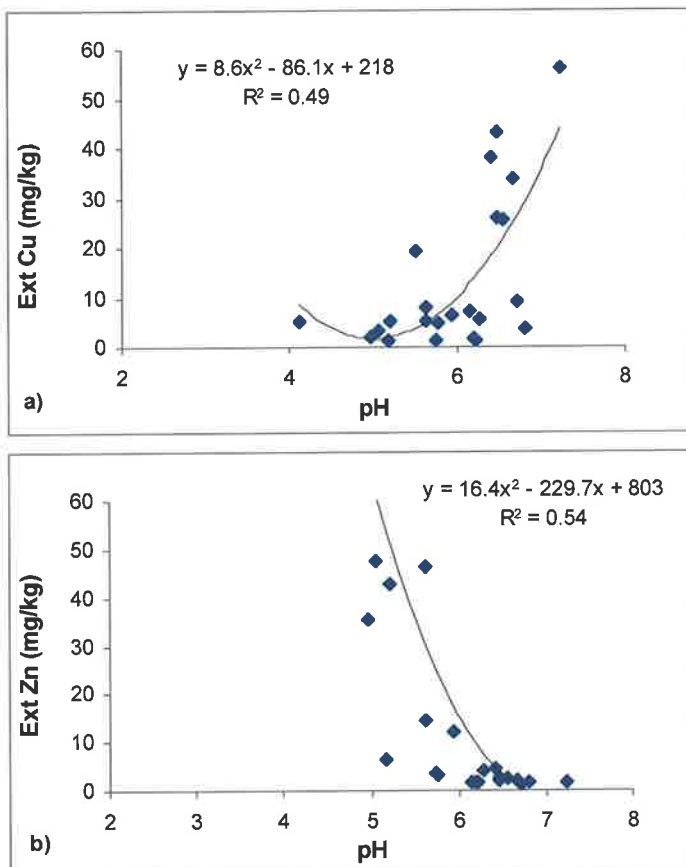 y = 8.6x² - 86.1x + 218
R² = 0.49
60
50
40
30
20
10
0
Ext Cu (mg/kg)
2
4
6
8
pH
a)
y = 16.4x² - 229.7x + 803
R² = 0.54
60
50
40
30
20
10
0
Ext Zn (mg/kg)
2
3
4
5
6
7
8
pH
b)